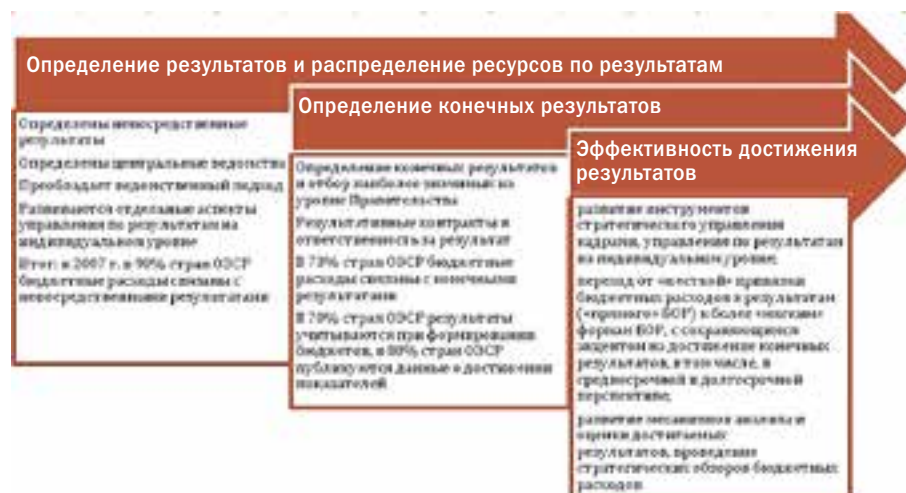 Определение результатов и распределение ресурсов по результатам
Определены непосредственные
результаты
Определены центральные ведомства
Преобладает ведомственный подход
Развиваются отдельные аспекты
управления по результатам на
индивидуальном уровне
Итог: в 2007 г. в 90% стран ОЭСР
бюджетные расходы связаны с
непосредственными результатами
Определение конечных результатов
Определение конечных результатов
и отбор наиболее значимых на
уровне Правительства
Результативные контракты и
ответственность за результат
В 73% стран ОЭСР бюджетные
расходы связаны с конечными
результатами
В 70% стран ОЭСР результаты
учитываются при формировании
бюджетов, в 80% стран ОЭСР
публикуются данные о достижении
показателей
Эффективность достижения
результатов
развитие инструментов
стратегического управления
кадрами, управления по результатам
на индивидуальном уровне;
переход от «жесткой» привязки
бюджетных расходов к результатам
(«прямого» БОР) к более «мягким»
формам БОР, с сохраняющимся
акцентом на достижение конечных
результатов, в том числе, в
среднесрочной и долгосрочной
перспективе;
развитие механизмов анализа и
оценки достигаемых
результатов, проведение
стратегических обзоров бюджетных
расходов